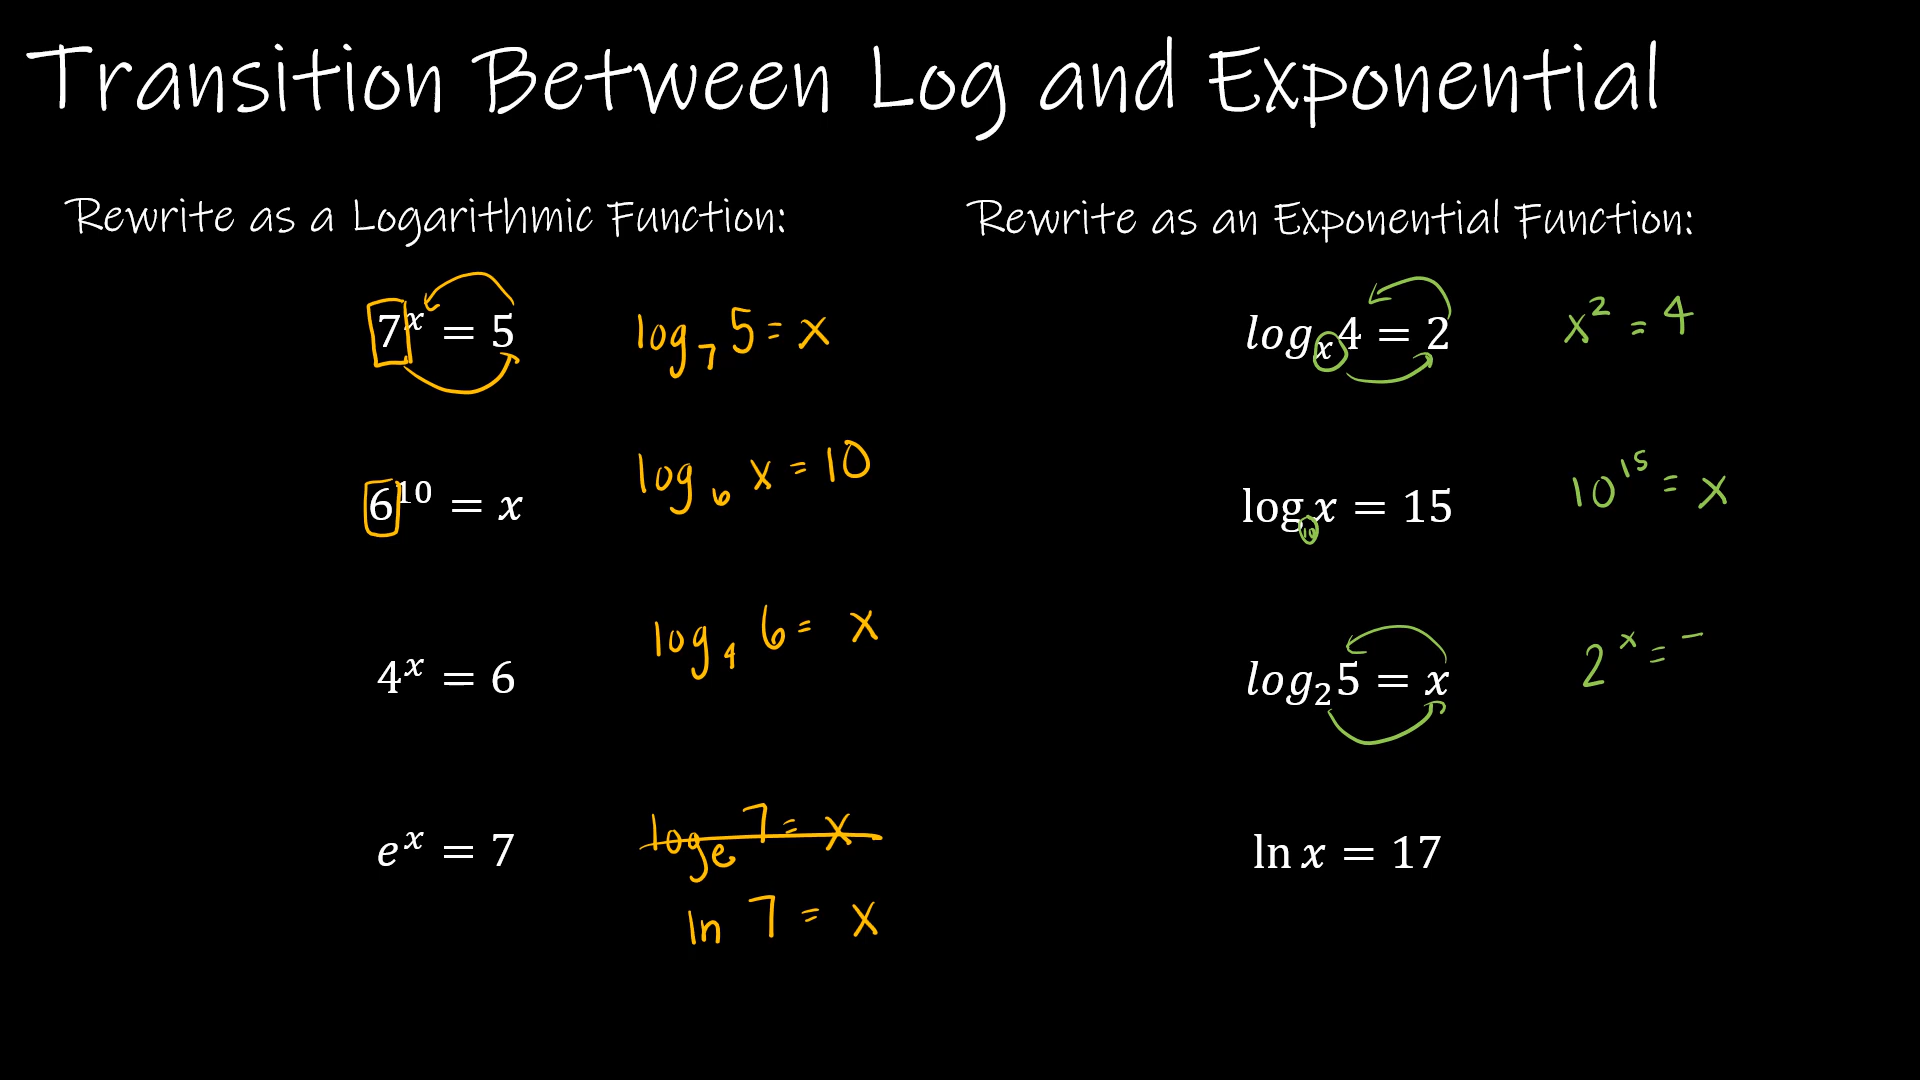 Transition Between Log and Exponential
Rewrite as a Logarithmic Function:
7^x = 5
log_7 5 = x
6^10 = x
log_6 x = 10
4^x = 6
log_4 6 = x
e^x = 7
log_e 7 = x
ln 7 = x
Rewrite as an Exponential Function:
log_x 4 = 2
x^2 = 4
log_10 x = 15
10^15 = x
log_2 5 = x
2^x =
ln x = 17